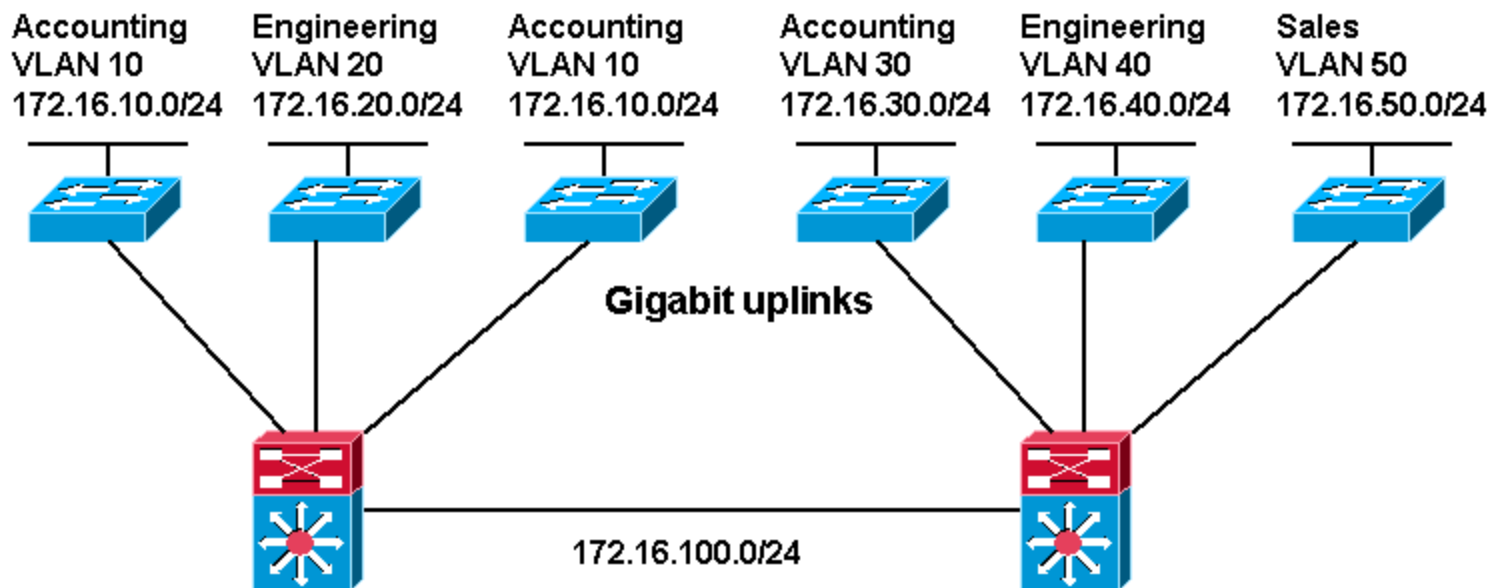 Accounting
VLAN 10
172.16.10.0/24
Engineering
VLAN 20
172.16.20.0/24
Accounting
VLAN 10
172.16.10.0/24
Accounting
VLAN 30
172.16.30.0/24
Engineering
VLAN 40
172.16.40.0/24
Sales
VLAN 50
172.16.50.0/24
Gigabit uplinks
172.16.100.0/24